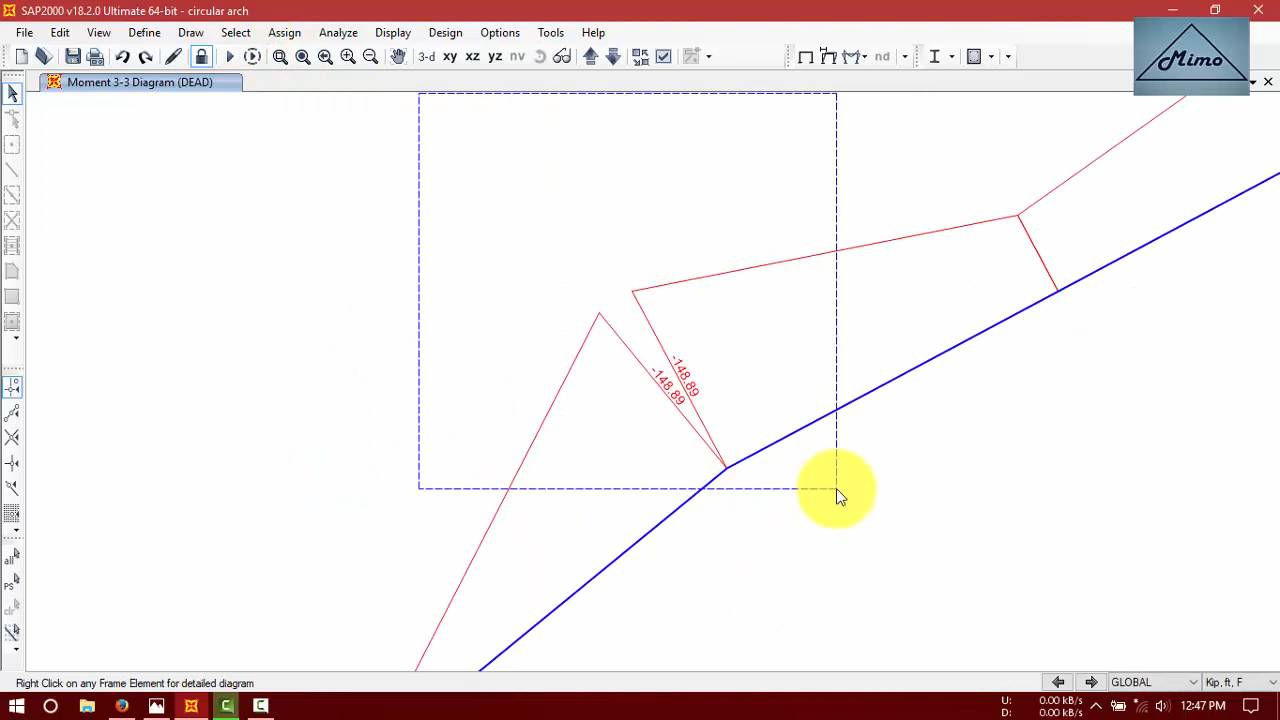 SAP2000 v18.2.0 Ultimate 64-bit - circular arch
File Edit View Define Draw Select Assign Analyze Display Design Options Tools Help
3-d xy xz yz nv nd
Mimo
Moment 3-3 Diagram (DEAD)
-148.89
-148.89
all
PS
clr
Right Click on any Frame Element for detailed diagram
GLOBAL
Kip, ft, F
U: 0.00 kB/s
D: 0.00 kB/s
12:47 PM